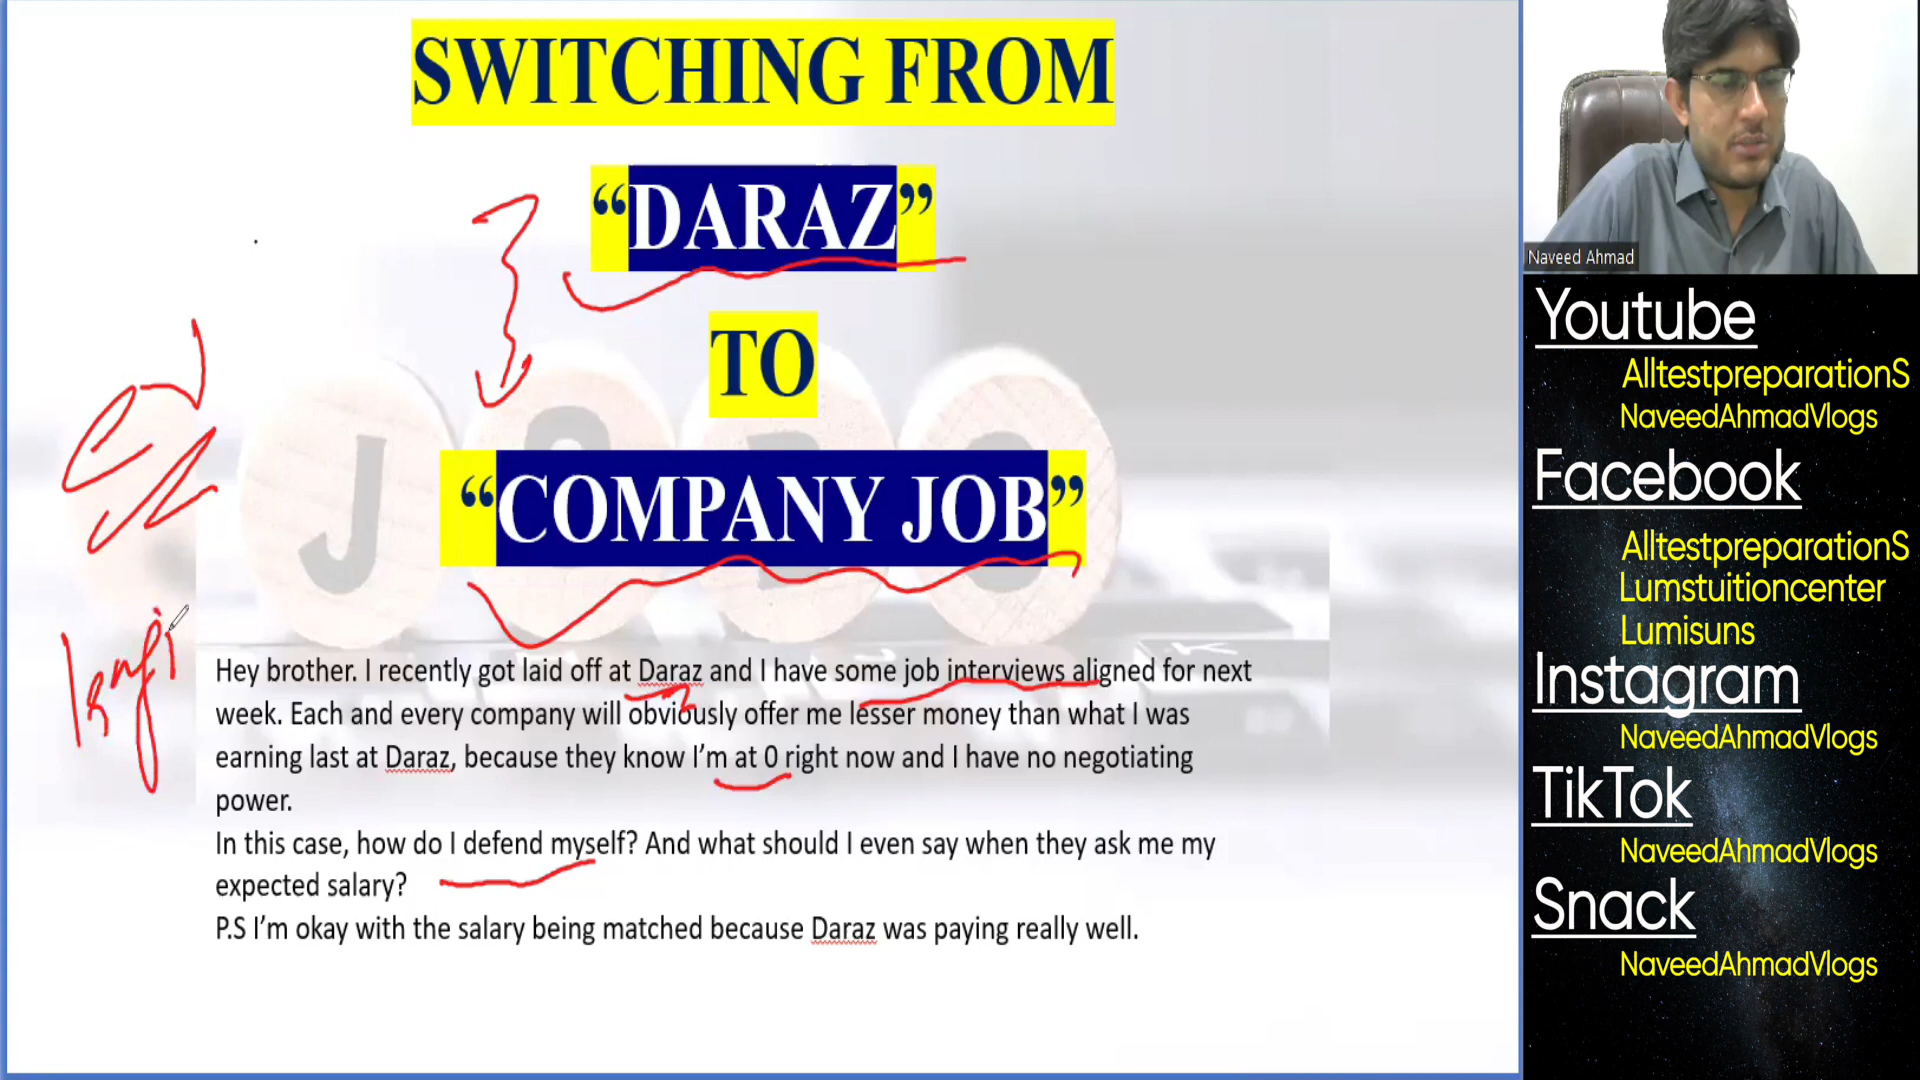 SWITCHING FROM
“DARAZ”
TO
“COMPANY JOB”
Hey brother. I recently got laid off at Daraz and I have some job interviews aligned for next
week. Each and every company will obviously offer me lesser money than what I was
earning last at Daraz, because they know I’m at 0 right now and I have no negotiating
power.
In this case, how do I defend myself? And what should I even say when they ask me my
expected salary?
P.S I’m okay with the salary being matched because Daraz was paying really well.
Naveed Ahmad
Youtube
AlltestpreparationS
NaveedAhmadVlogs
Facebook
AlltestpreparationS
Lumstuitioncenter
Lumisuns
Instagram
NaveedAhmadVlogs
TikTok
NaveedAhmadVlogs
Snack
NaveedAhmadVlogs